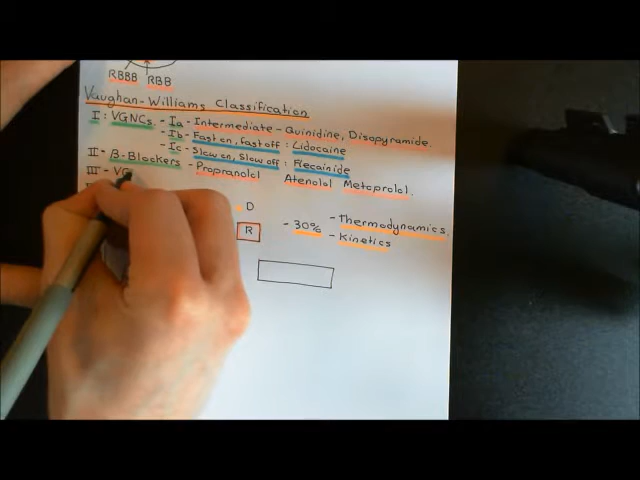 RBBB RBB
Vaughan-Williams Classification
I : VGNCs - Ia - Intermediate - Quinidine, Disopyramide.
- Ib - Fast on, fast off : Lidocaine
- Ic - Slow on, slow off : Flecainide
II - β-Blockers - Propranolol Atenolol Metoprolol.
III - VG
D
R - 30% - Thermodynamics.
- Kinetics